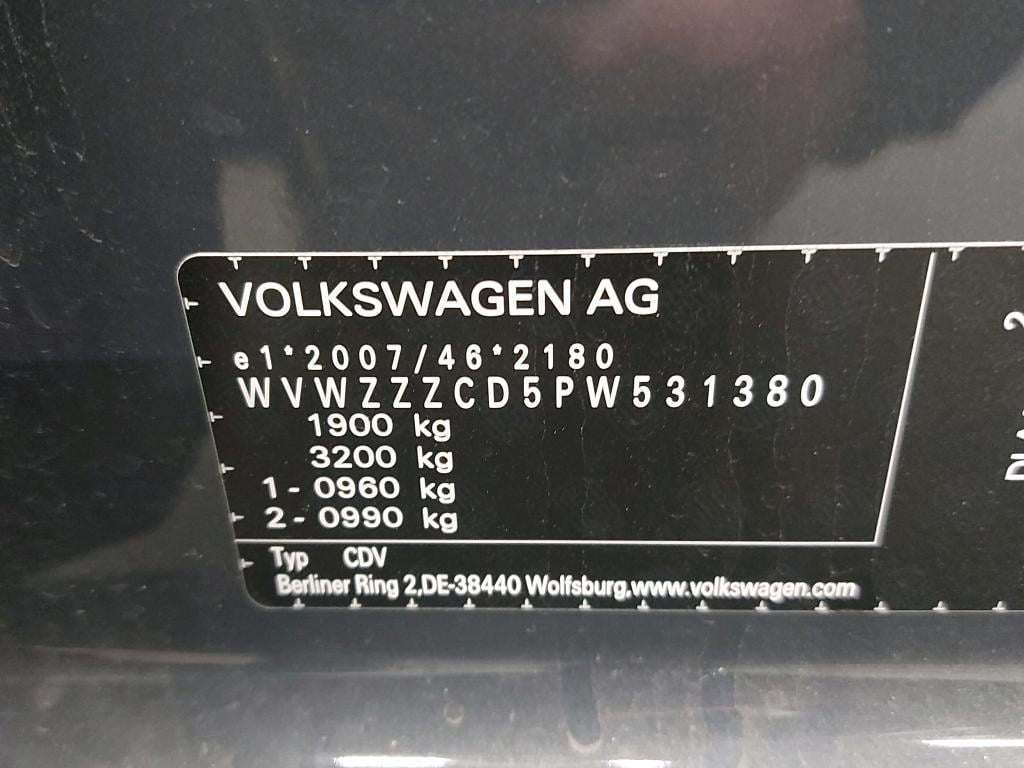 VOLKSWAGEN AG
e1*2007/46*2180
WVWZZZCD5PW531380
1900 kg
3200 kg
1 - 0960 kg
2 - 0990 kg
Typ CDV
Berliner Ring 2,DE-38440 Wolfsburg,www.volkswagen.com